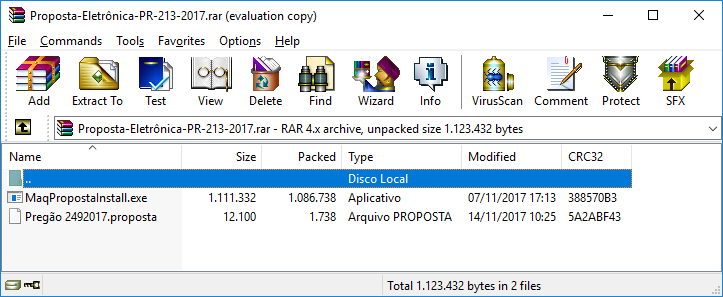 Proposta-Eletrônica-PR-213-2017.rar (evaluation copy)
File Commands Tools Favorites Options Help
Add Extract To Test View Delete Find Wizard Info VirusScan Comment Protect SFX
Proposta-Eletrônica-PR-213-2017.rar - RAR 4.x archive, unpacked size 1.123.432 bytes
Name Size Packed Type Modified CRC32
.. Disco Local
MaqPropostaInstall.exe 1.111.332 1.086.738 Aplicativo 07/11/2017 17:13 388570B3
Pregão 2492017.proposta 12.100 1.738 Arquivo PROPOSTA 14/11/2017 10:25 5A2ABF43
Total 1.123.432 bytes in 2 files